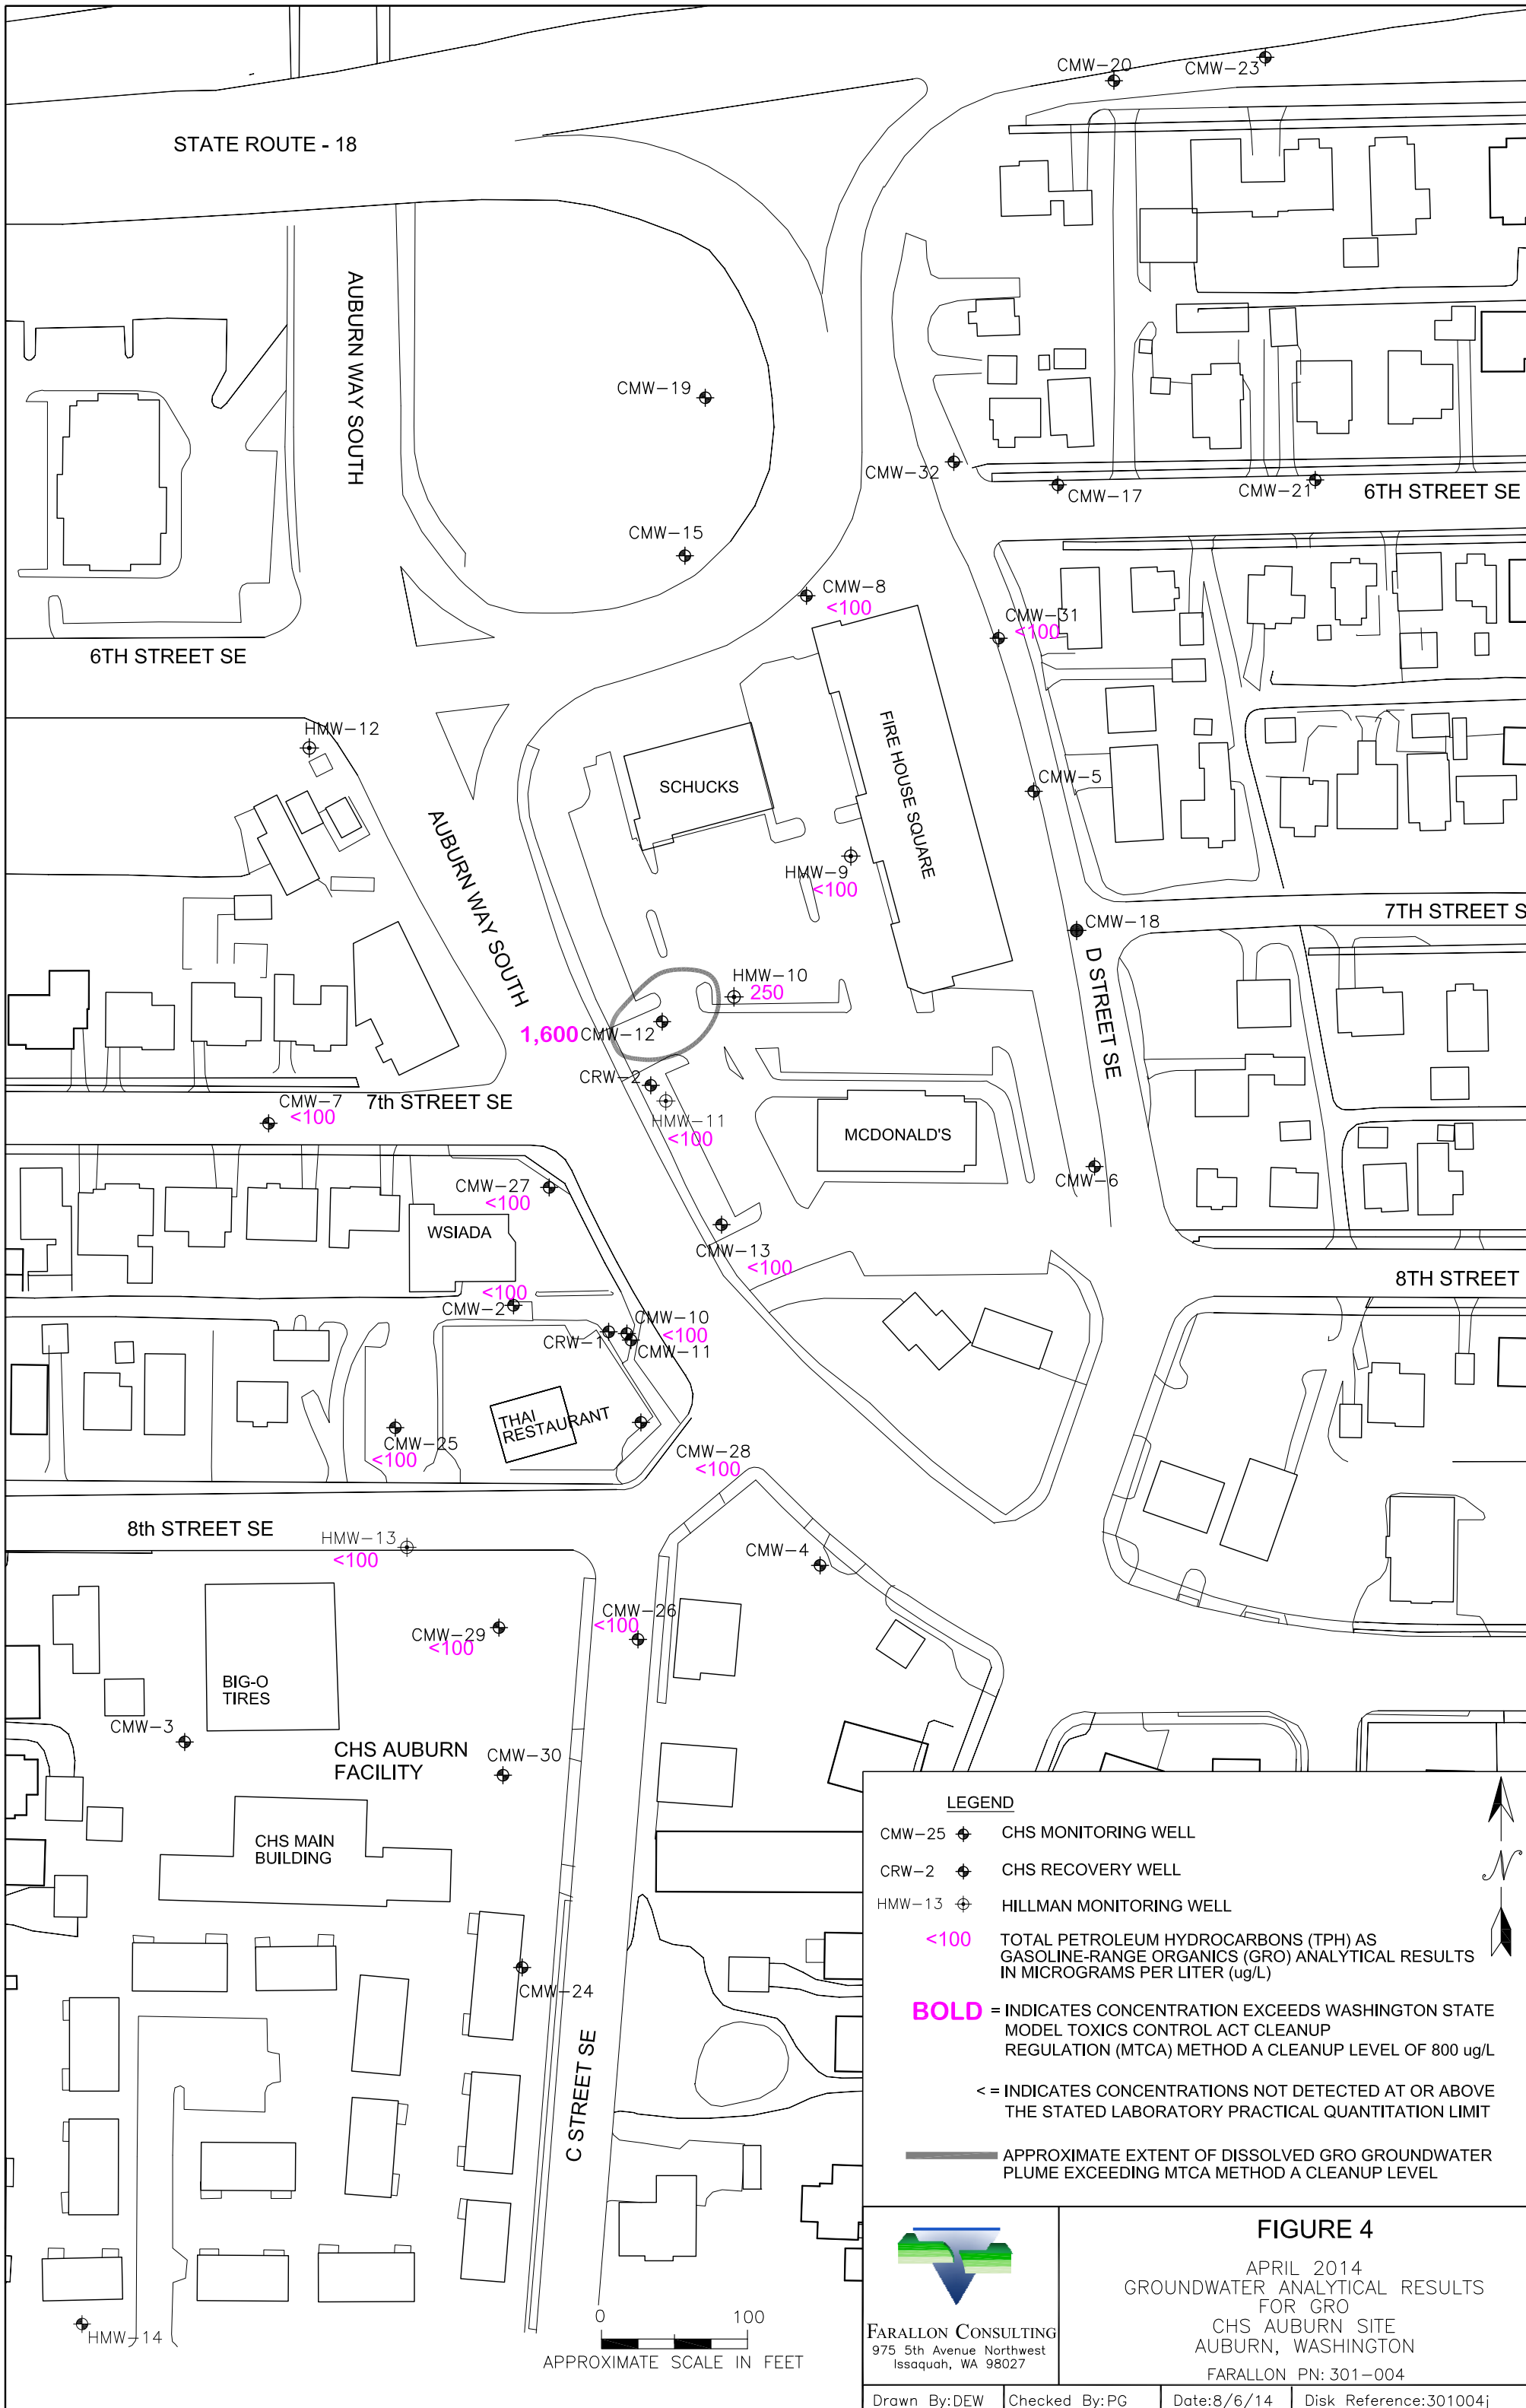 CMW-20
CMW-23
STATE ROUTE - 18
AUBURN WAY SOUTH
CMW-19
CMW-32
CMW-17
CMW-21
6TH STREET SE
CMW-15
CMW-8
<100
CMW-31
<100
6TH STREET SE
HMW-12
SCHUCKS
FIRE HOUSE SQUARE
CMW-5
AUBURN WAY SOUTH
HMW-9
<100
7TH STREET S
CMW-18
D STREET SE
HMW-10
250
1,600
CMW-12
CRW-2
HMW-11
<100
CMW-7
<100
7th STREET SE
MCDONALD'S
CMW-6
CMW-27
<100
WSIADA
CMW-13
<100
8TH STREET
<100
CMW-2
CMW-10
<100
CRW-1
CMW-11
THAI
RESTAURANT
CMW-25
<100
CMW-28
<100
8th STREET SE
HMW-13
<100
CMW-4
CMW-29
<100
CMW-26
<100
BIG-O
TIRES
CMW-3
CHS AUBURN
FACILITY
CMW-30
CHS MAIN
BUILDING
CMW-24
C STREET SE
HMW-14
0 100
APPROXIMATE SCALE IN FEET
LEGEND
CMW-25 CHS MONITORING WELL
CRW-2 CHS RECOVERY WELL
HMW-13 HILLMAN MONITORING WELL
<100 TOTAL PETROLEUM HYDROCARBONS (TPH) AS
GASOLINE-RANGE ORGANICS (GRO) ANALYTICAL RESULTS
IN MICROGRAMS PER LITER (ug/L)
BOLD = INDICATES CONCENTRATION EXCEEDS WASHINGTON STATE
MODEL TOXICS CONTROL ACT CLEANUP
REGULATION (MTCA) METHOD A CLEANUP LEVEL OF 800 ug/L
< = INDICATES CONCENTRATIONS NOT DETECTED AT OR ABOVE
THE STATED LABORATORY PRACTICAL QUANTITATION LIMIT
APPROXIMATE EXTENT OF DISSOLVED GRO GROUNDWATER
PLUME EXCEEDING MTCA METHOD A CLEANUP LEVEL
N
FARALLON CONSULTING
975 5th Avenue Northwest
Issaquah, WA 98027
FIGURE 4
APRIL 2014
GROUNDWATER ANALYTICAL RESULTS
FOR GRO
CHS AUBURN SITE
AUBURN, WASHINGTON
FARALLON PN: 301-004
Drawn By:DEW Checked By:PG Date:8/6/14 Disk Reference:301004j